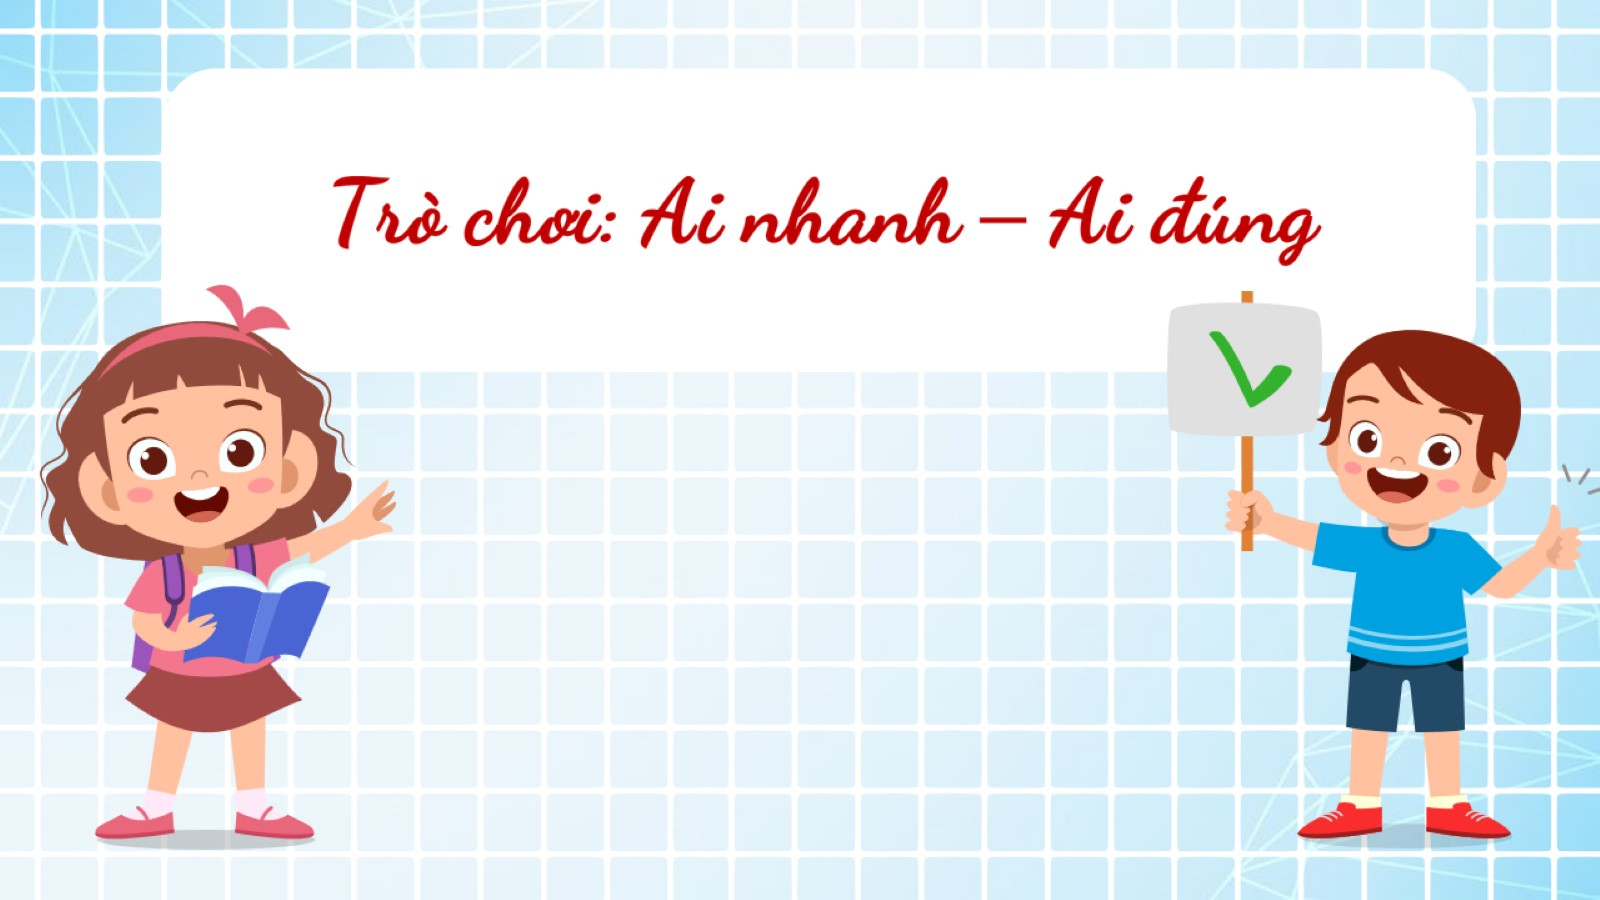 Trò chơi: Ai nhanh – Ai đúng